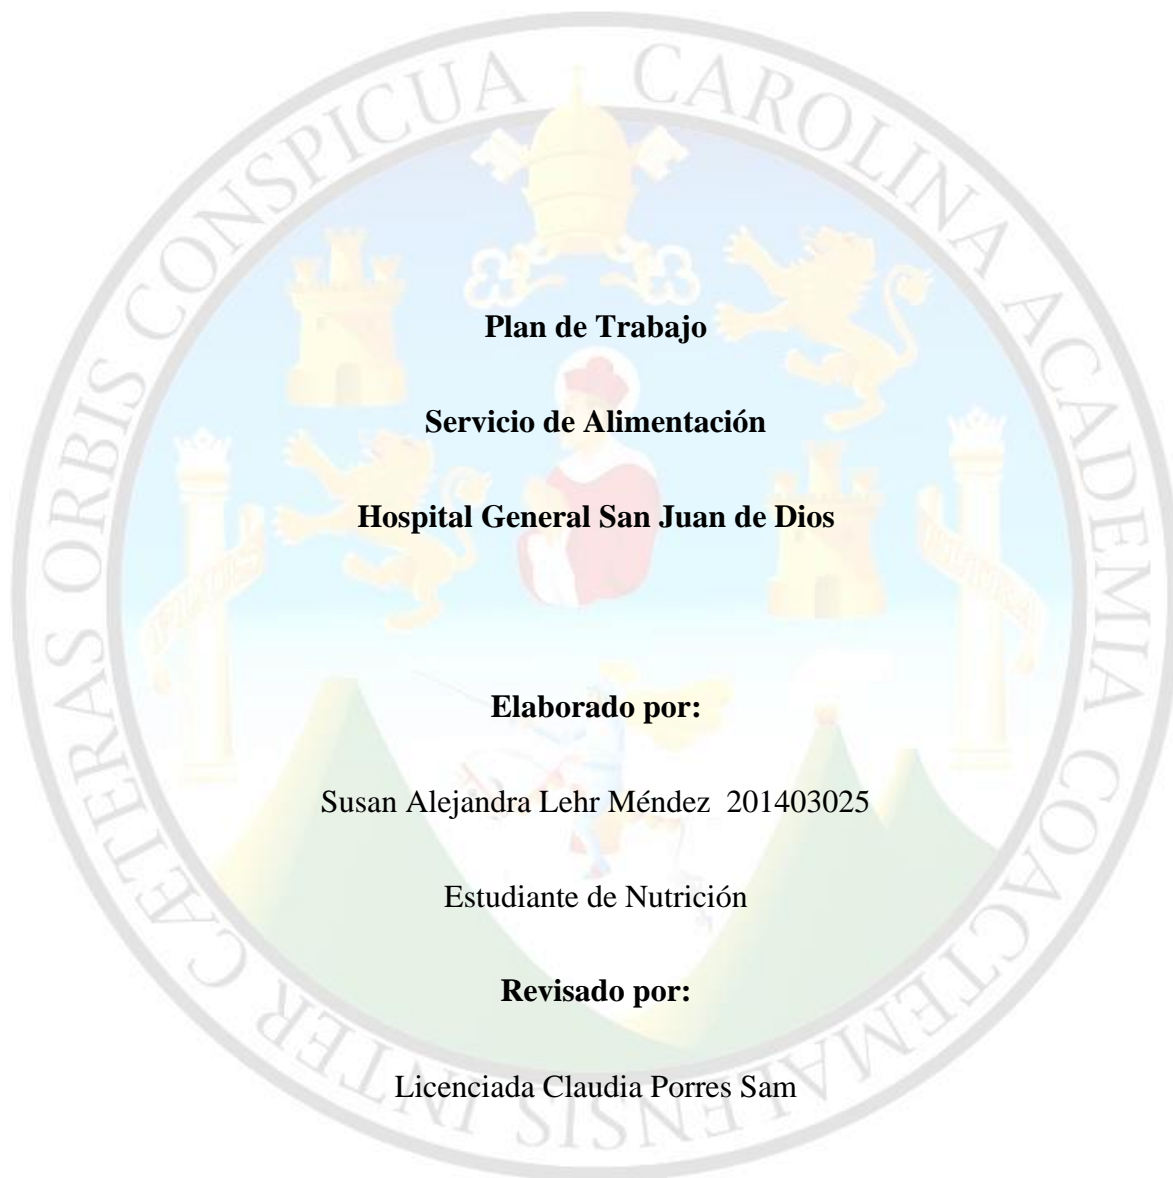 CAROLINA ACADEMIA COACTEMALENSIS INTER CÆTERAS ORBIS CONSPICUA
Plan de Trabajo
Servicio de Alimentación
Hospital General San Juan de Dios
Elaborado por:
Susan Alejandra Lehr Méndez  201403025
Estudiante de Nutrición
Revisado por:
Licenciada Claudia Porres Sam